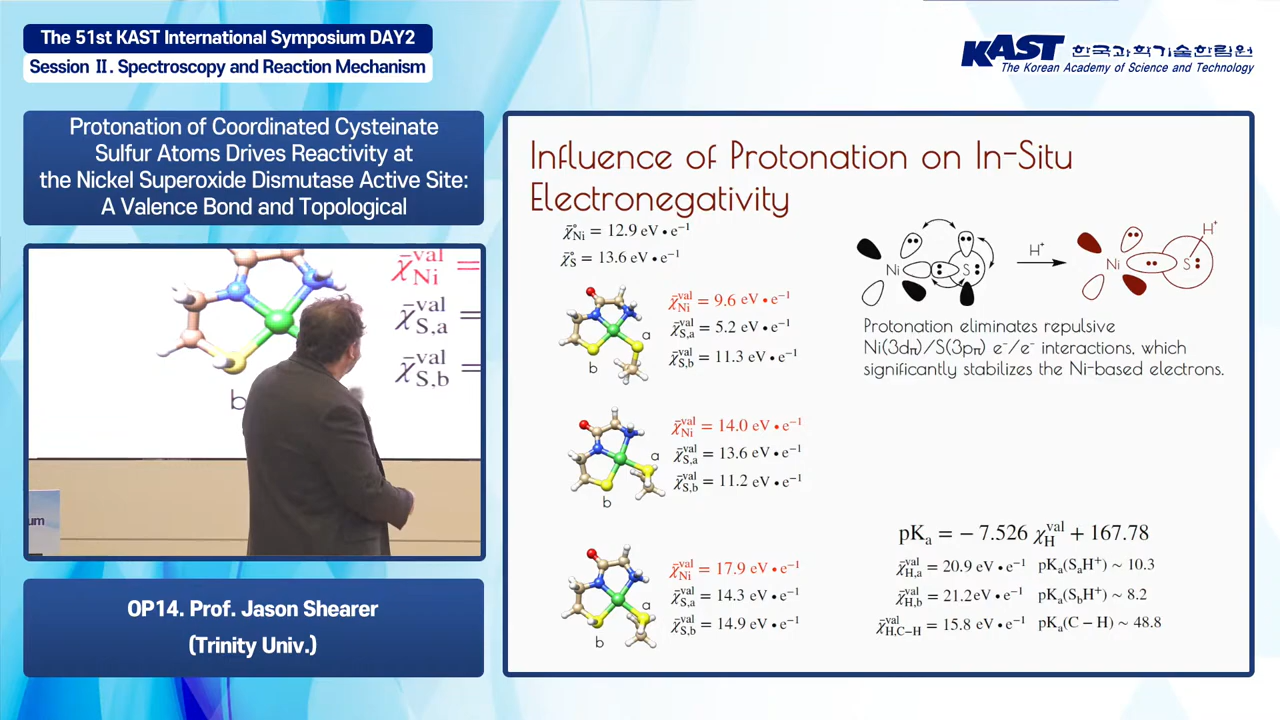 The 51st KAST International Symposium DAY2
Session Ⅱ. Spectroscopy and Reaction Mechanism
KAST 한국과학기술한림원
The Korean Academy of Science and Technology
Protonation of Coordinated Cysteinate
Sulfur Atoms Drives Reactivity at
the Nickel Superoxide Dismutase Active Site:
A Valence Bond and Topological
χ̄ val Ni =
χ̄ val S,a =
χ̄ val S,b =
b
um
OP14. Prof. Jason Shearer
(Trinity Univ.)
Influence of Protonation on In-Situ
Electronegativity
χ̄°Ni = 12.9 eV • e⁻¹
χ̄°S = 13.6 eV • e⁻¹
a
b
χ̄ val Ni = 9.6 eV • e⁻¹
χ̄ val S,a = 5.2 eV • e⁻¹
χ̄ val S,b = 11.3 eV • e⁻¹
a
b
χ̄ val Ni = 14.0 eV • e⁻¹
χ̄ val S,a = 13.6 eV • e⁻¹
χ̄ val S,b = 11.2 eV • e⁻¹
a
b
χ̄ val Ni = 17.9 eV • e⁻¹
χ̄ val S,a = 14.3 eV • e⁻¹
χ̄ val S,b = 14.9 eV • e⁻¹
Ni S H⁺ Ni S H⁺
Protonation eliminates repulsive
Ni(3dπ)/S(3pπ) e⁻/e⁻ interactions, which
significantly stabilizes the Ni-based electrons.
pKa = − 7.526 χ val H + 167.78
χ̄ val H,a = 20.9 eV • e⁻¹ pKa(SaH⁺) ~ 10.3
χ̄ val H,b = 21.2eV • e⁻¹ pKa(SbH⁺) ~ 8.2
χ̄ val H,C−H = 15.8 eV • e⁻¹ pKa(C − H) ~ 48.8